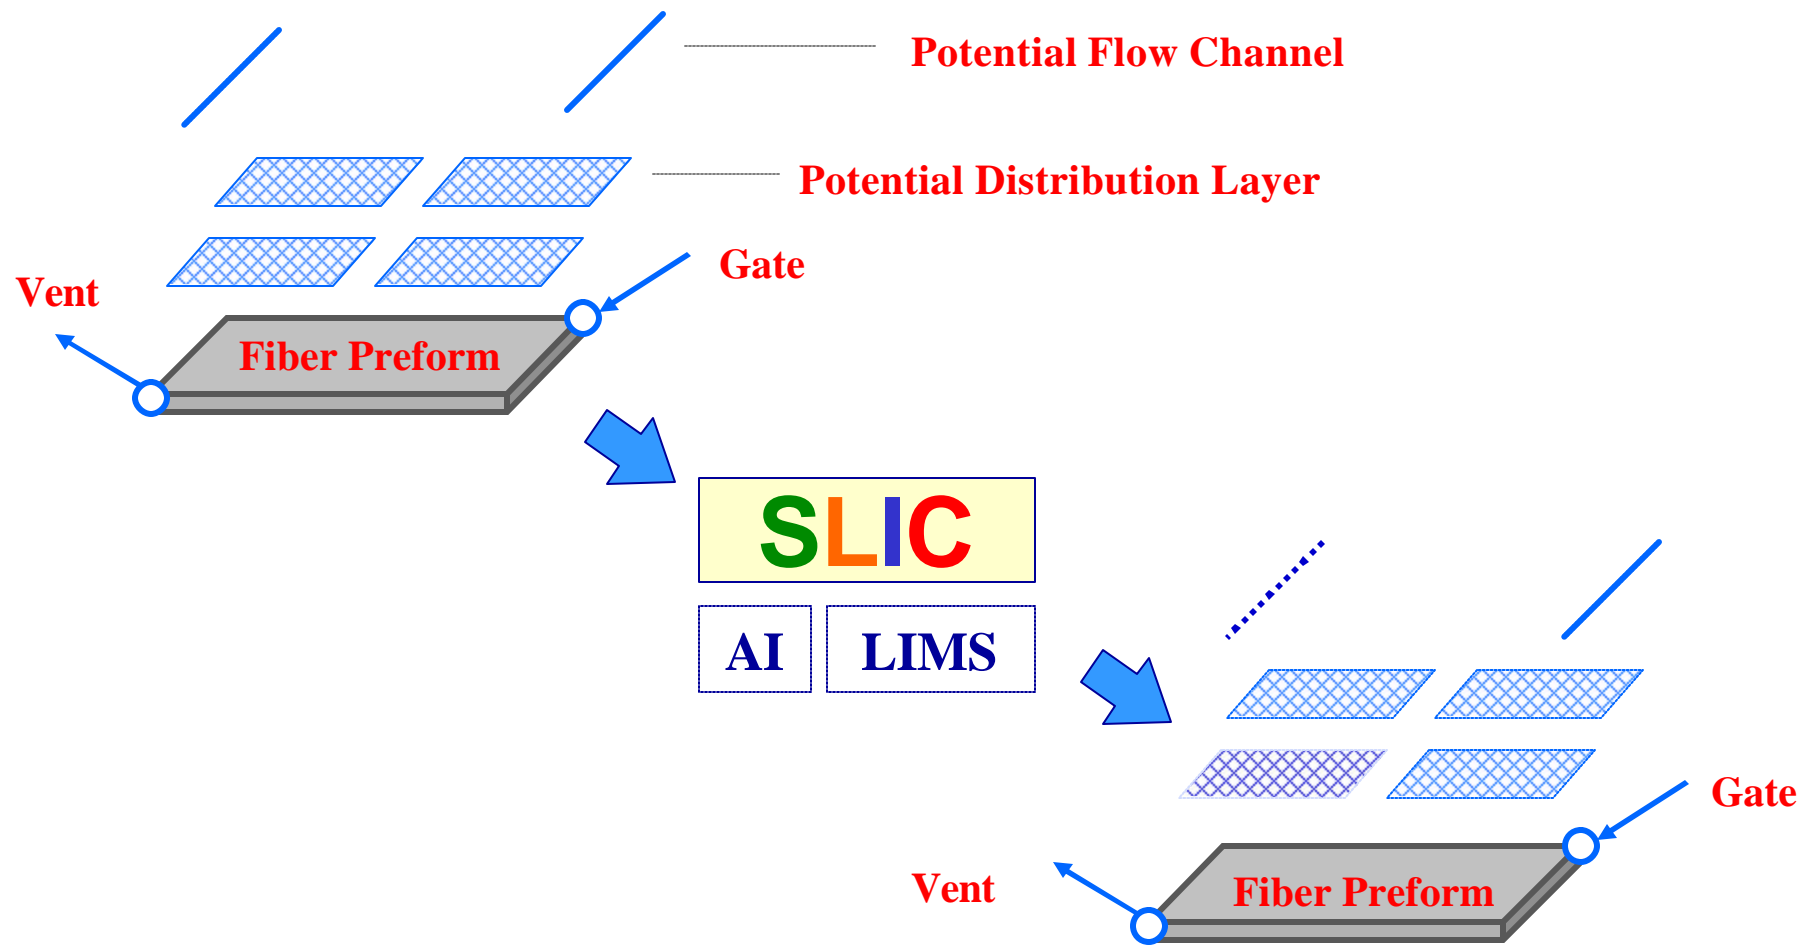 Potential Flow Channel
Potential Distribution Layer
Gate
Vent
Fiber Preform
SLIC
AI
LIMS
Gate
Vent
Fiber Preform